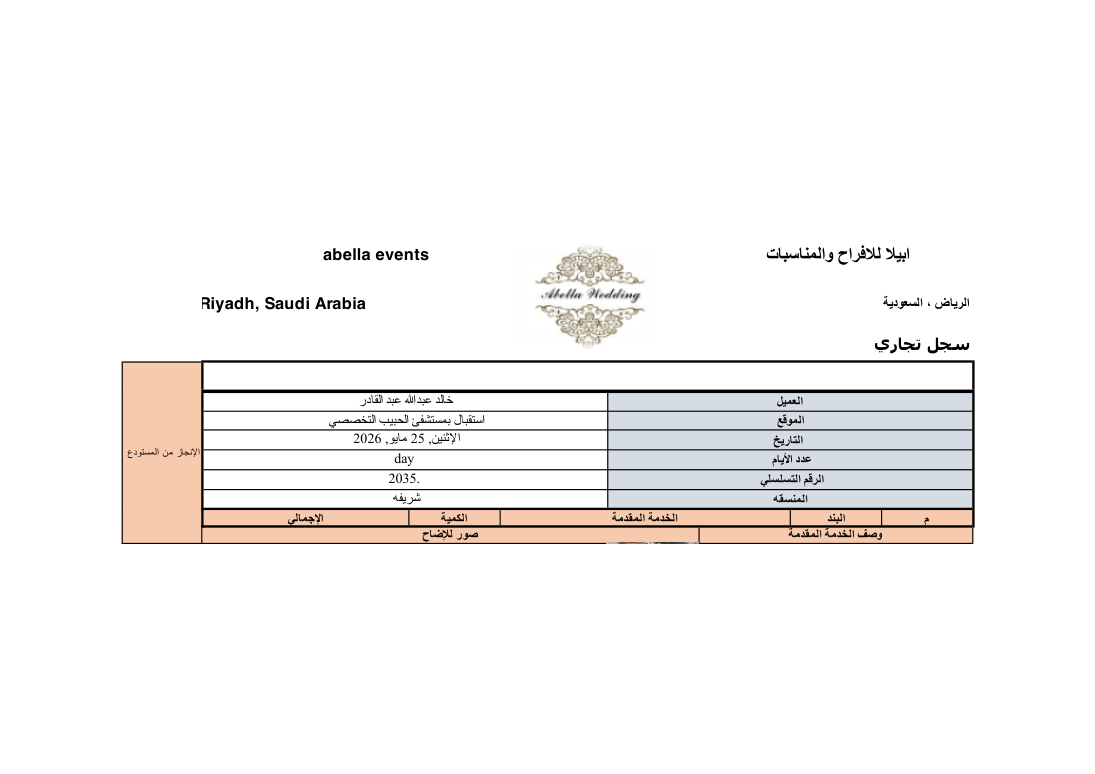 ابيلا للافراح والمناسبات
abella events
Abella Wedding
الرياض ، السعودية
Riyadh, Saudi Arabia
سجل تجاري
العميل خالد عبدالله عبد القادر
الموقع استقبال بمستشفئ الحبيب التخصصي
التاريخ الإثنين, 25 مايو, 2026
عدد الأيام day
الرقم التسلسلي 2035.
المنسقه شريفه
م البند الخدمة المقدمة الكمية الإجمالي
وصف الخدمة المقدمة صور للإضاح
الإنجاز من المستودع